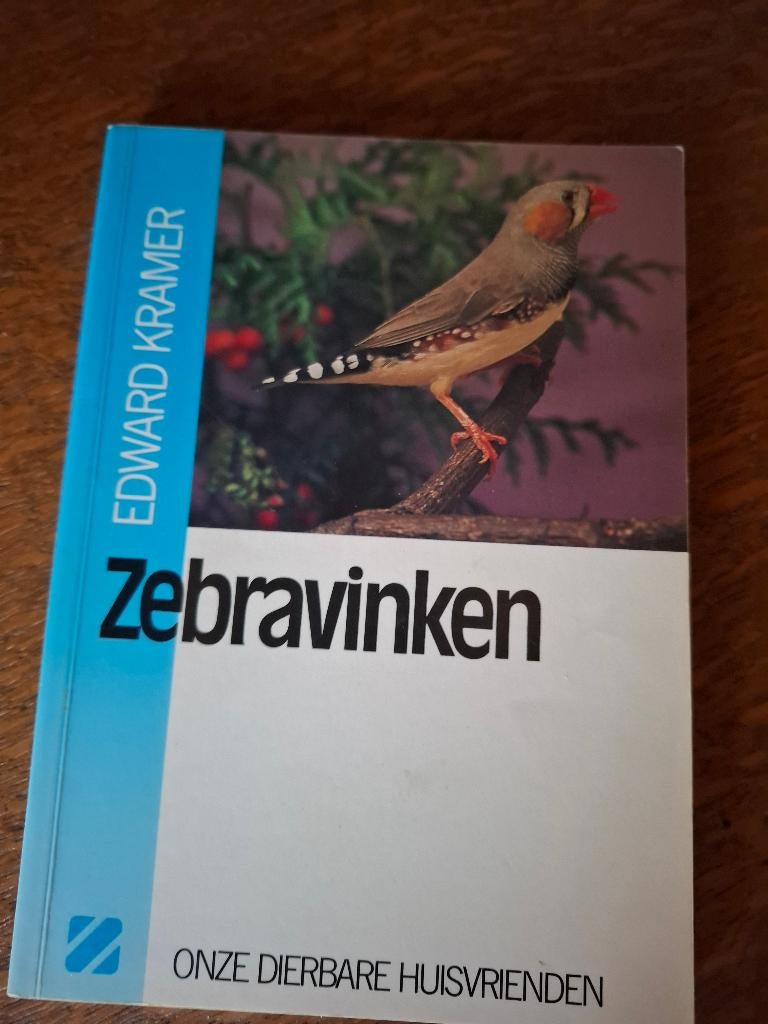 EDWARD KRAMER
Zebravinken
ONZE DIERBARE HUISVRIENDEN